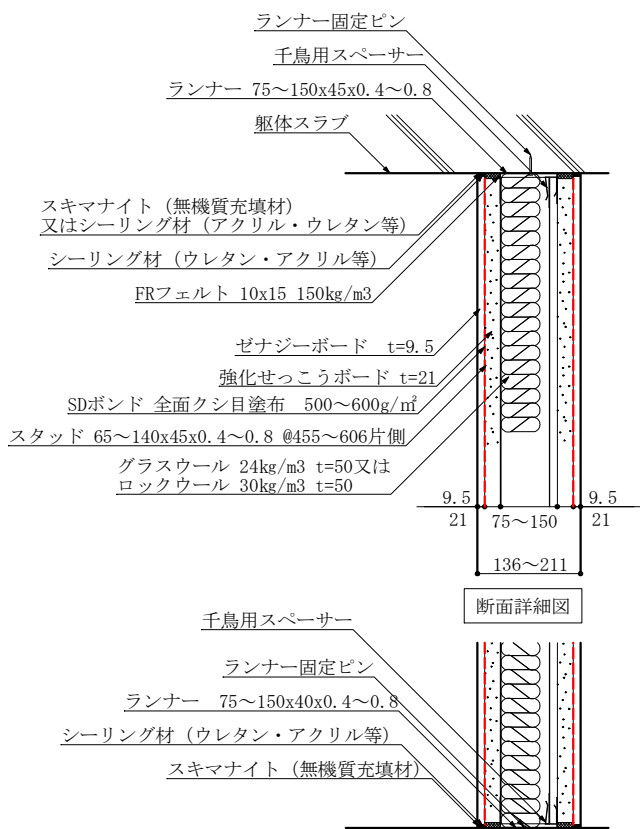 ランナー固定ピン
千鳥用スペーサー
ランナー 75〜150x45x0.4〜0.8
躯体スラブ
スキマナイト（無機質充填材）
又はシーリング材（アクリル・ウレタン等）
シーリング材（ウレタン・アクリル等）
FRフェルト 10x15 150kg/m3
ゼナジーボード t=9.5
強化せっこうボード t=21
SDボンド 全面クシ目塗布 500〜600g/㎡
スタッド 65〜140x45x0.4〜0.8 @455〜606片側
グラスウール 24kg/m3 t=50又は
ロックウール 30kg/m3 t=50
9.5 9.5
21 75〜150 21
136〜211
断面詳細図
千鳥用スペーサー
ランナー固定ピン
ランナー 75〜150x40x0.4〜0.8
シーリング材（ウレタン・アクリル等）
スキマナイト（無機質充填材）